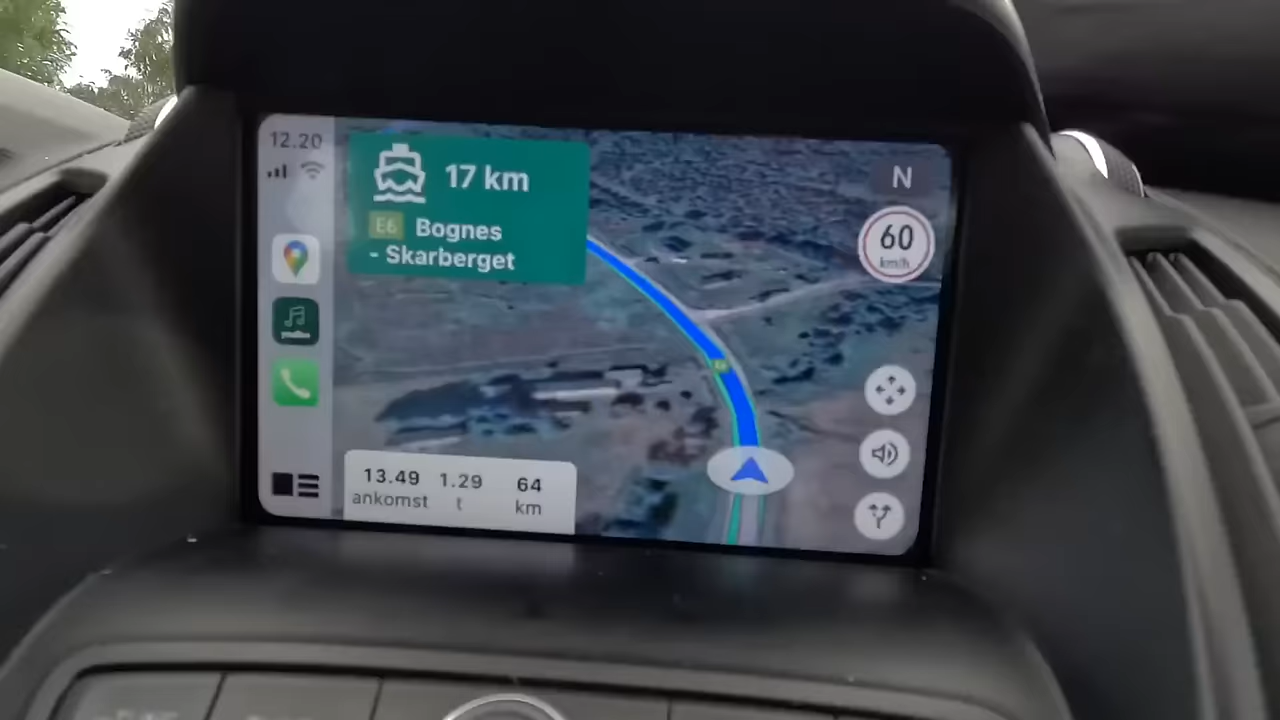 12.20
17 km
E6 Bognes
- Skarberget
N
60
km/h
13.49 1.29 64
ankomst t km